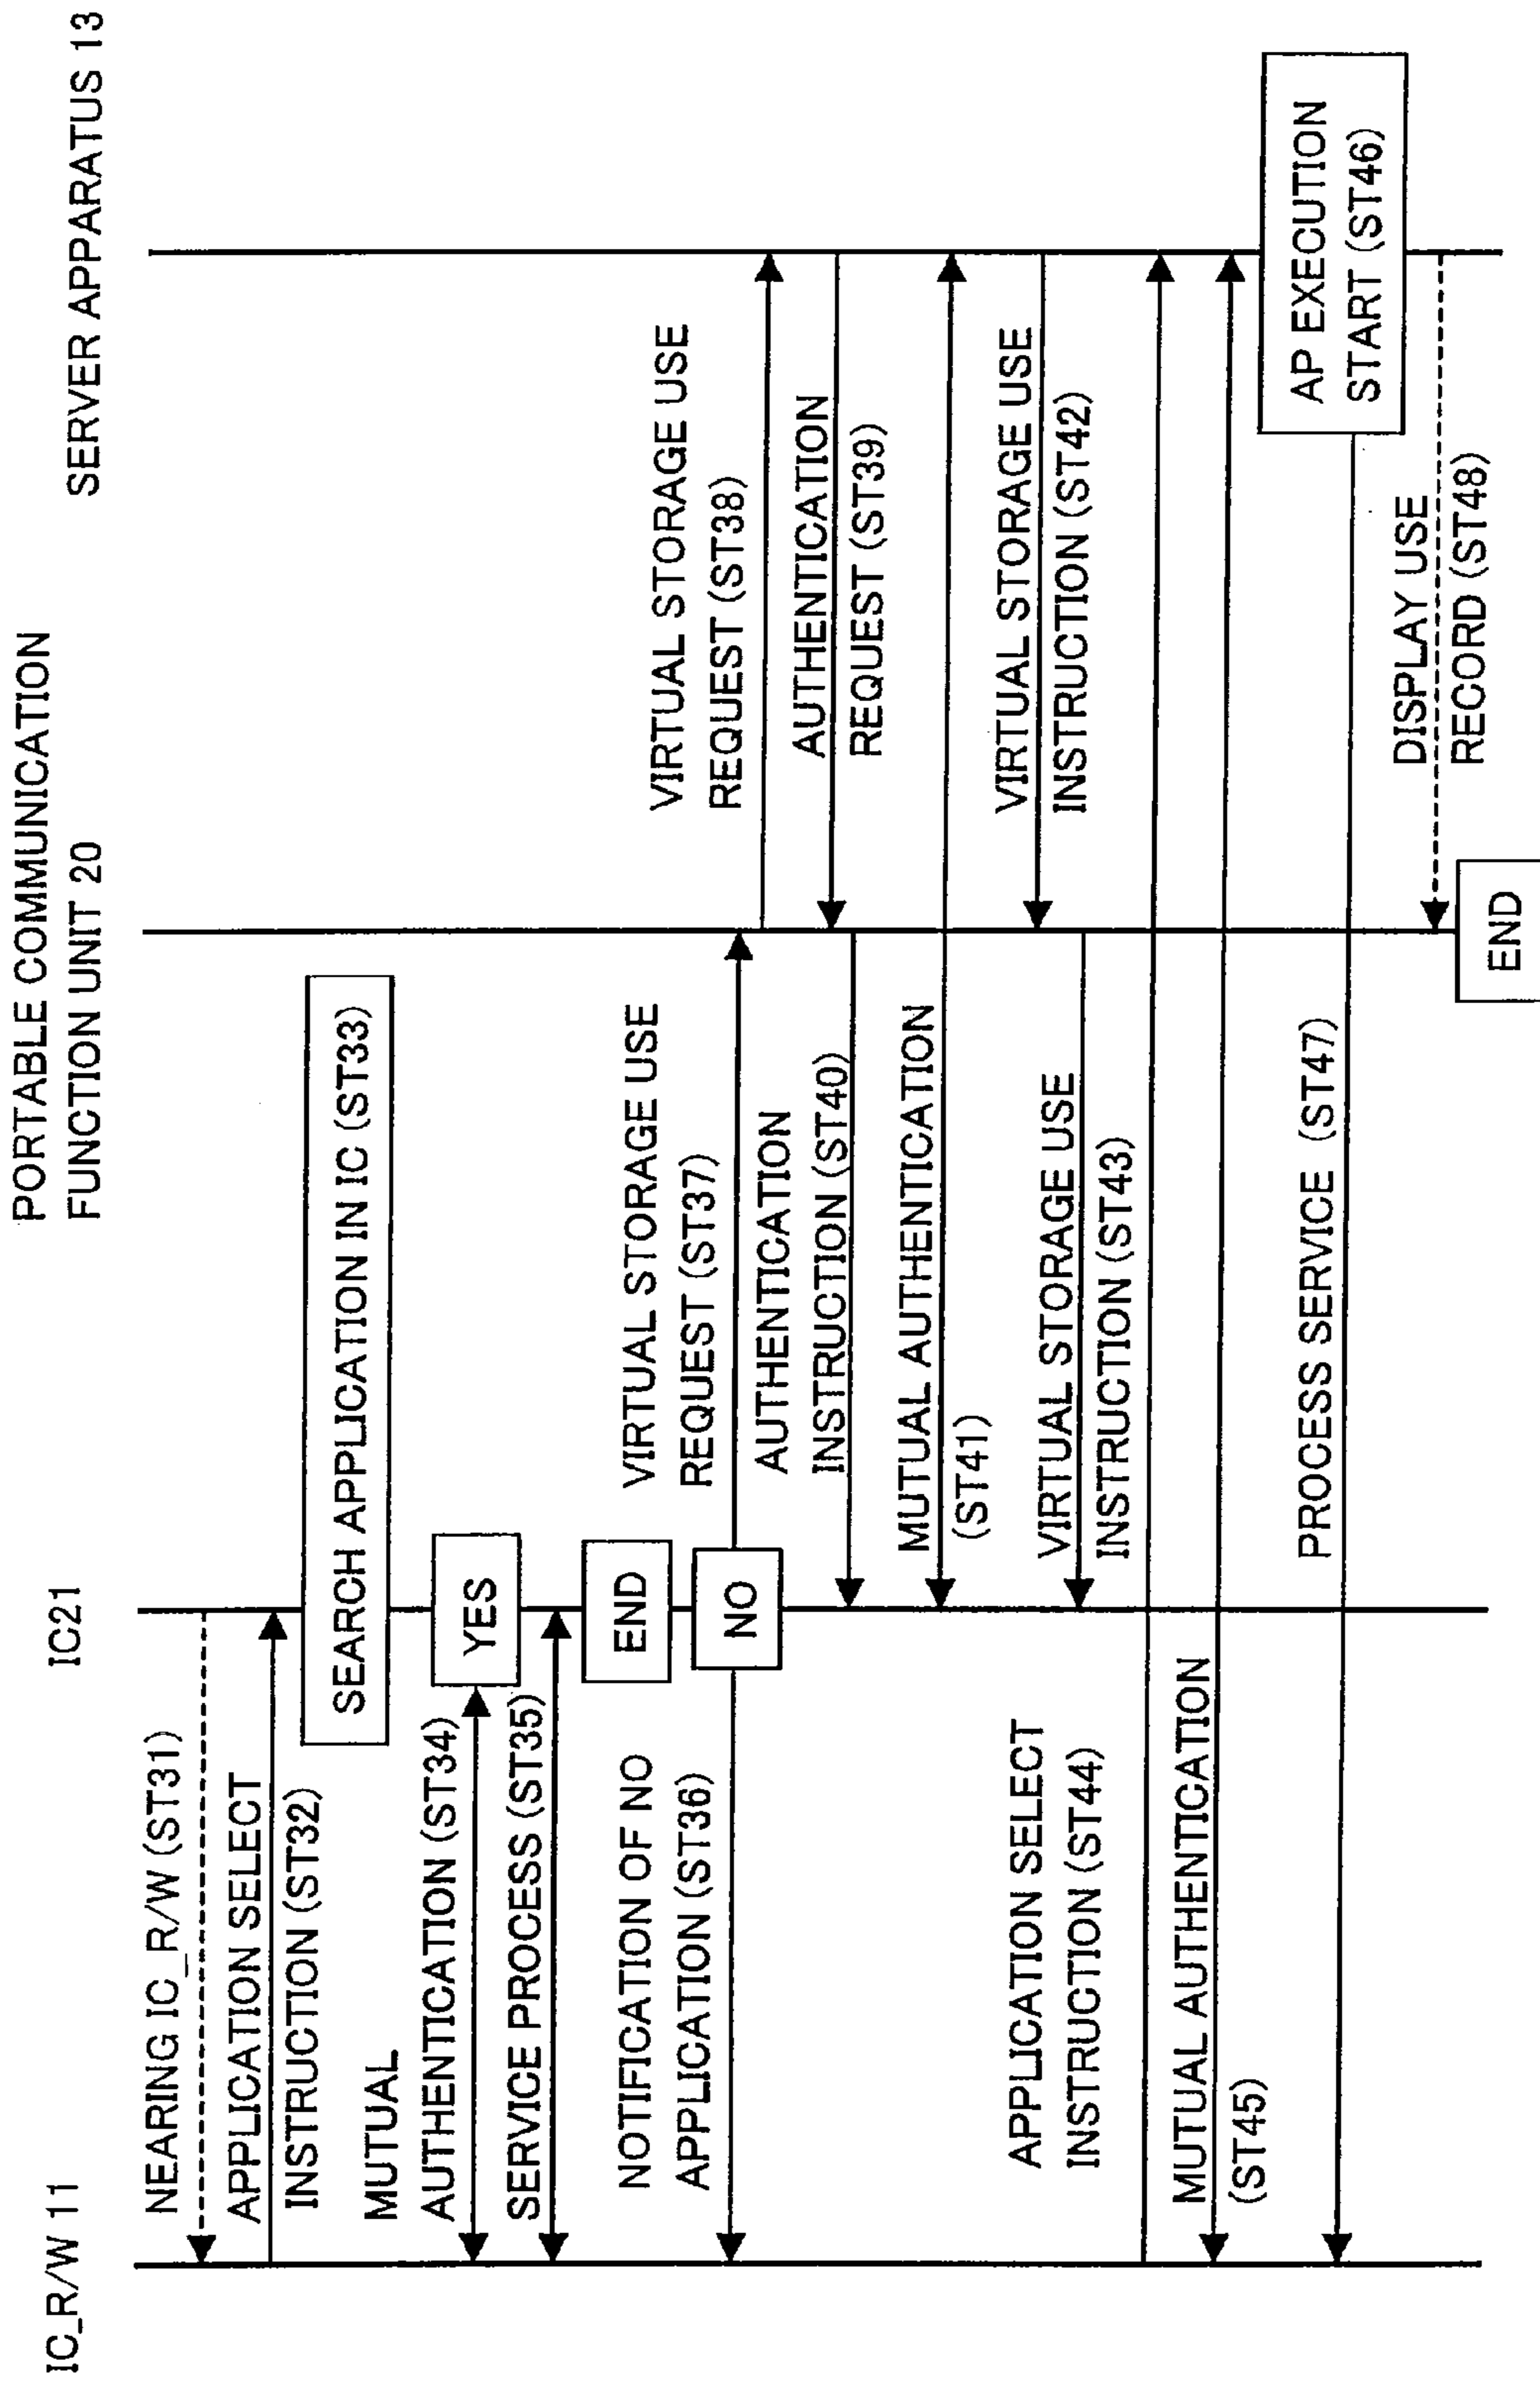 IC_R/W 11
IC21
PORTABLE COMMUNICATION
FUNCTION UNIT 20
SERVER APPARATUS 13
NEARING IC_R/W (ST31)
APPLICATION SELECT
INSTRUCTION (ST32)
SEARCH APPLICATION IN IC (ST33)
MUTUAL
AUTHENTICATION (ST34)
YES
SERVICE PROCESS (ST35)
END
NOTIFICATION OF NO
APPLICATION (ST36)
NO
VIRTUAL STORAGE USE
REQUEST (ST37)
VIRTUAL STORAGE USE
REQUEST (ST38)
AUTHENTICATION
REQUEST (ST39)
AUTHENTICATION
INSTRUCTION (ST40)
MUTUAL AUTHENTICATION
(ST41)
VIRTUAL STORAGE USE
INSTRUCTION (ST42)
VIRTUAL STORAGE USE
INSTRUCTION (ST43)
APPLICATION SELECT
INSTRUCTION (ST44)
MUTUAL AUTHENTICATION
(ST45)
AP EXECUTION
START (ST46)
PROCESS SERVICE (ST47)
DISPLAY USE
RECORD (ST48)
END